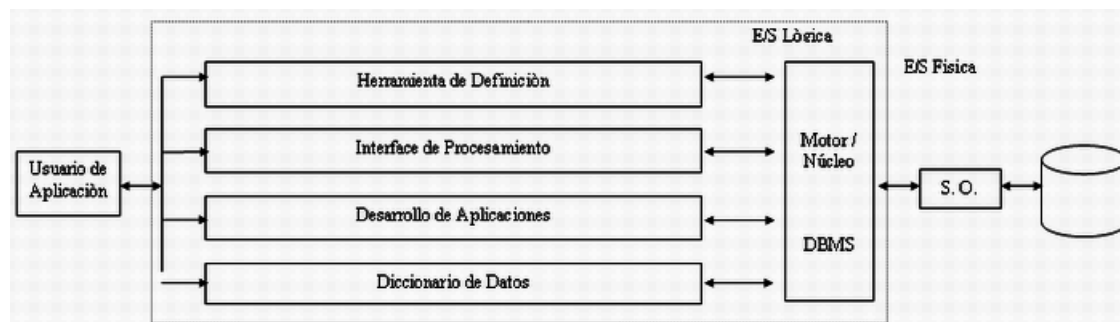 E/S Lògica
Herramienta de Definiciòn
E/S Fisica
Interface de Procesamiento
Motor /
Núcleo
Usuario de
Aplicaciòn
S. O.
Desarrollo de Aplicaciones
DBMS
Diccionario de Datos